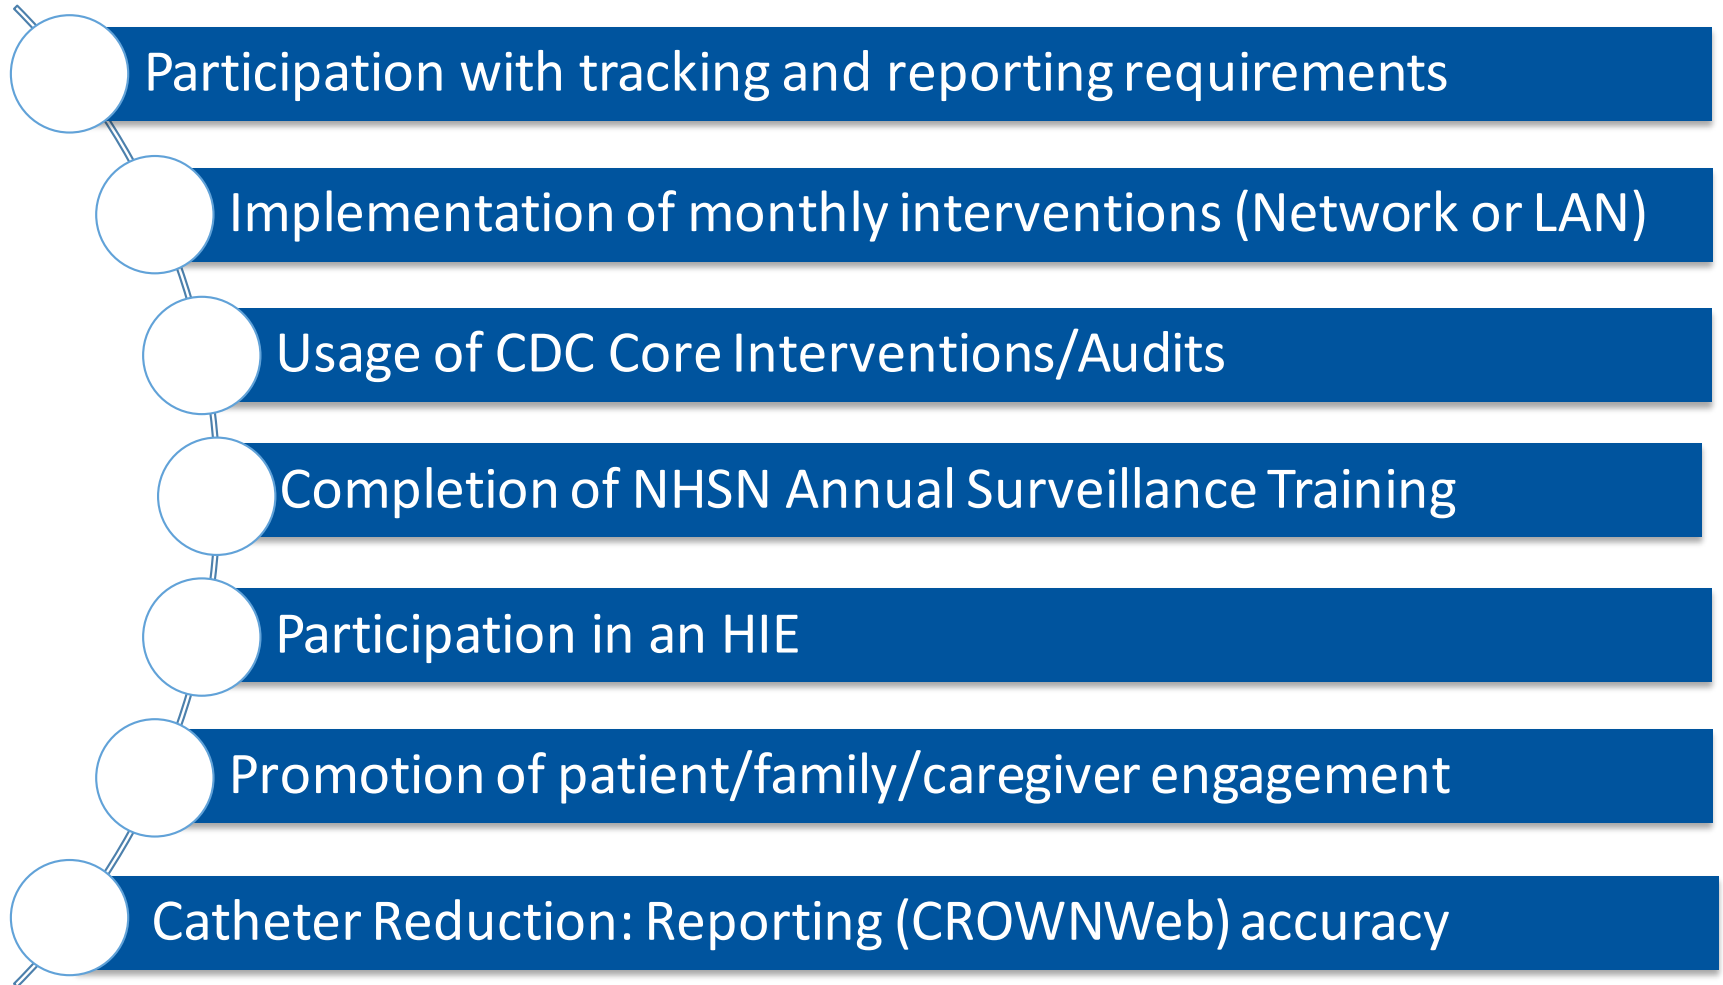 Participation with tracking and reporting requirements
Implementation of monthly interventions (Network or LAN)
Usage of CDC Core Interventions/Audits
Completion of NHSN Annual Surveillance Training
Participation in an HIE
Promotion of patient/family/caregiver engagement
Catheter Reduction: Reporting (CROWNWeb) accuracy